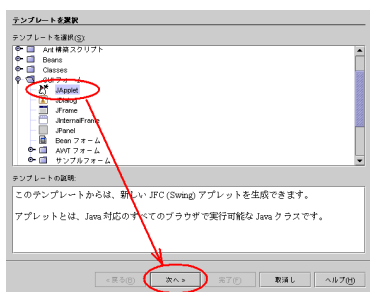 テンプレートを選択
テンプレートを選択(S):
Ant 構築スクリプト
Beans
Classes
GUI フォーム
JApplet
JDialog
JFrame
JInternalFrame
JPanel
Bean フォーム
AWT フォーム
サンプルフォーム
テンプレートの説明:
このテンプレートからは、新しい JFC (Swing) アプレットを生成できます。
アプレットとは、Java 対応のすべてのブラウザで実行可能な Java クラスです。
« 戻る(B)
次へ »
完了(F)
取消し
ヘルプ(H)